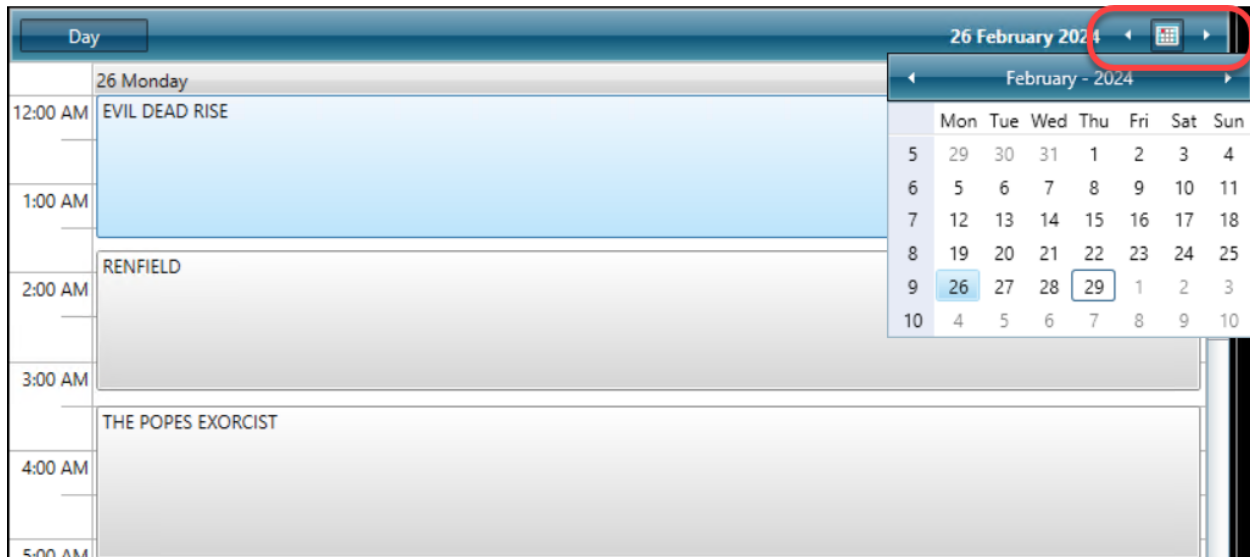 Day
26 February 2024
26 Monday
February - 2024
Mon Tue Wed Thu Fri Sat Sun
5 29 30 31 1 2 3 4
6 5 6 7 8 9 10 11
7 12 13 14 15 16 17 18
8 19 20 21 22 23 24 25
9 26 27 28 29 1 2 3
10 4 5 6 7 8 9 10
12:00 AM EVIL DEAD RISE
1:00 AM
RENFIELD
2:00 AM
3:00 AM
THE POPES EXORCIST
4:00 AM
5:00 AM